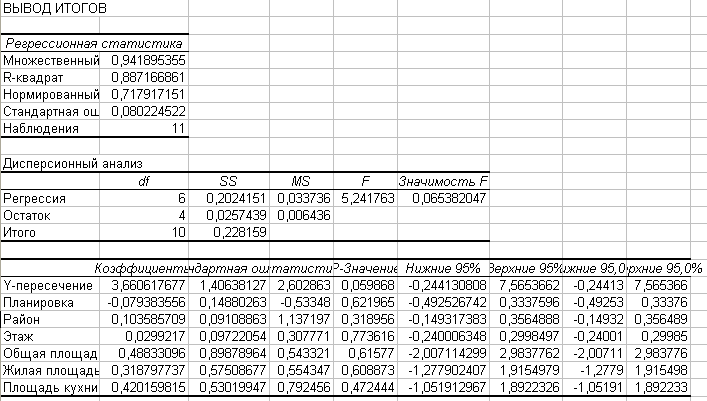 ВЫВОД ИТОГОВ
Регрессионная статистика
Множественный 0,941895355
R-квадрат 0,887166861
Нормированный 0,717917151
Стандартная ош 0,080224522
Наблюдения 11
Дисперсионный анализ
df SS MS F Значимость F
Регрессия 6 0,2024151 0,033736 5,241763 0,065382047
Остаток 4 0,0257439 0,006436
Итого 10 0,228159
Коэффициенты ндартная ош татисти Р-Значение Нижние 95% Верхние 95% ижние 95,0 рхние 95,0%
Y-пересечение 3,660617677 1,40638127 2,602863 0,059868 -0,244130808 7,5653662 -0,24413 7,565366
Планировка -0,079383556 0,14880263 -0,53348 0,621965 -0,492526742 0,3337596 -0,49253 0,33376
Район 0,103585709 0,09108863 1,137197 0,318956 -0,149317383 0,3564888 -0,14932 0,356489
Этаж 0,0299217 0,09722054 0,307771 0,773616 -0,240006348 0,2998497 -0,24001 0,29985
Общая площад 0,48833096 0,89878964 0,543321 0,61577 -2,007114299 2,9837762 -2,00711 2,983776
Жилая площадь 0,318797737 0,57508677 0,554347 0,608873 -1,277902407 1,9154979 -1,2779 1,915498
Площадь кухни 0,420159815 0,53019947 0,792456 0,472444 -1,051912967 1,8922326 -1,05191 1,892233